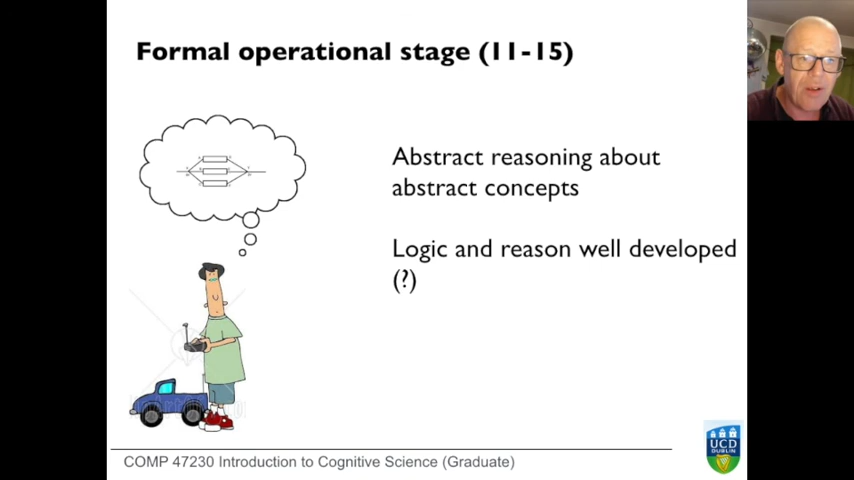 Formal operational stage (11-15)
Abstract reasoning about
abstract concepts
Logic and reason well developed
(?)
COMP 47230 Introduction to Cognitive Science (Graduate)
UCD
DUBLIN